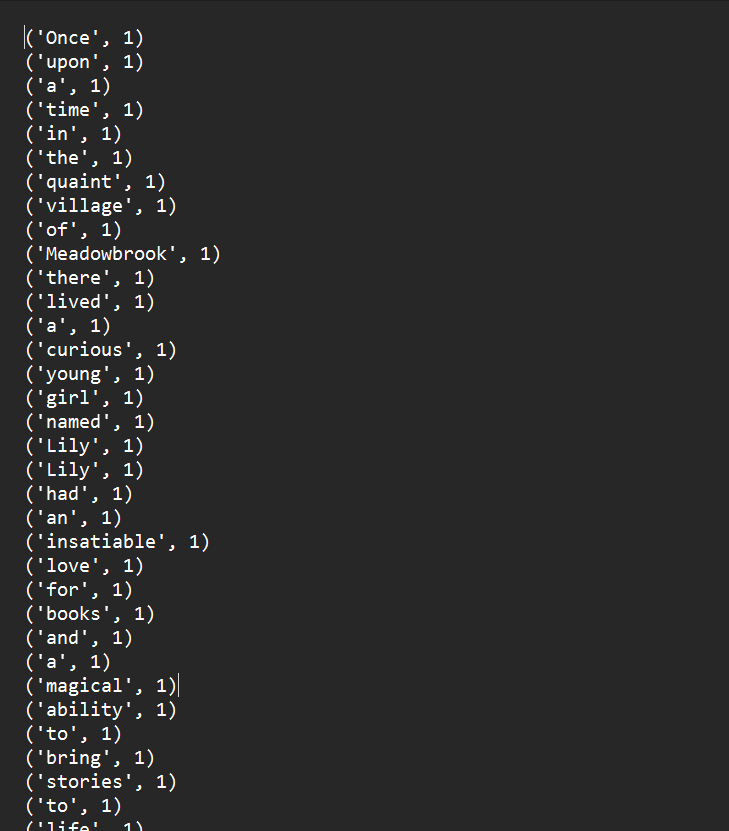 ('Once', 1)
('upon', 1)
('a', 1)
('time', 1)
('in', 1)
('the', 1)
('quaint', 1)
('village', 1)
('of', 1)
('Meadowbrook', 1)
('there', 1)
('lived', 1)
('a', 1)
('curious', 1)
('young', 1)
('girl', 1)
('named', 1)
('Lily', 1)
('Lily', 1)
('had', 1)
('an', 1)
('insatiable', 1)
('love', 1)
('for', 1)
('books', 1)
('and', 1)
('a', 1)
('magical', 1)
('ability', 1)
('to', 1)
('bring', 1)
('stories', 1)
('to', 1)
('life', 1)